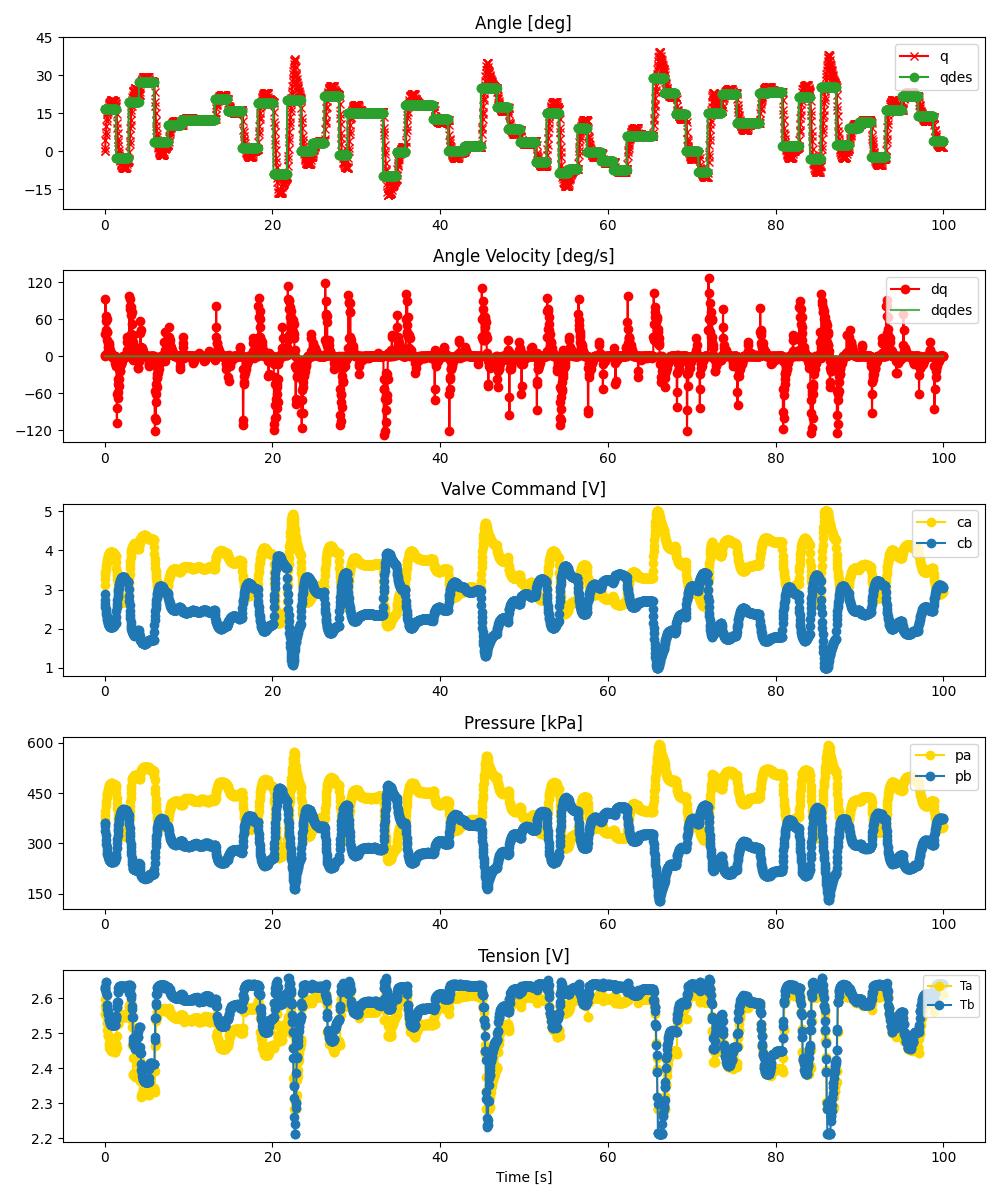 Angle [deg]
45
30
15
0
−15
q
qdes
0 20 40 60 80 100
Angle Velocity [deg/s]
120
60
0
−60
−120
dq
dqdes
0 20 40 60 80 100
Valve Command [V]
5
4
3
2
1
ca
cb
0 20 40 60 80 100
Pressure [kPa]
600
450
300
150
pa
pb
0 20 40 60 80 100
Tension [V]
2.6
2.5
2.4
2.3
2.2
Ta
Tb
0 20 40 60 80 100
Time [s]